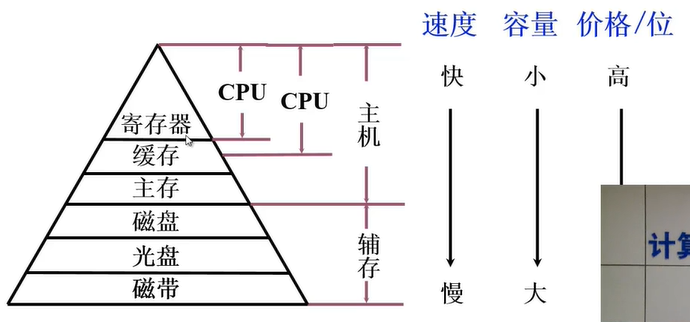 速度 容量 价格/位
快 小 高
CPU
CPU
主机
寄存器
缓存
主存
磁盘
辅存
光盘
磁带
慢 大
计